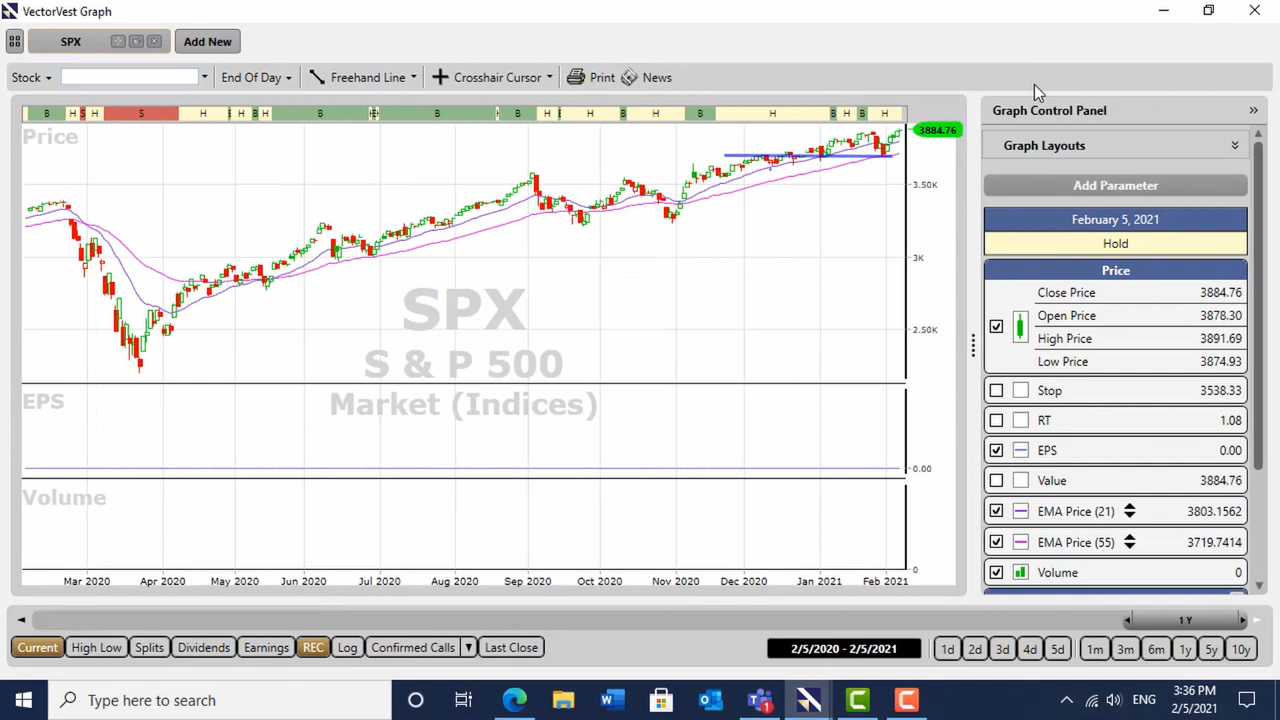 VectorVest Graph
SPX
Add New
Stock
End Of Day
Freehand Line
Crosshair Cursor
Print
News
B H S H S H B H B H B H B H H B H B H B H B H
Price
3884.76
3.50K
3K
2.50K
SPX
S & P 500
Market (Indices)
EPS
0.00
Volume
0
Mar 2020 Apr 2020 May 2020 Jun 2020 Jul 2020 Aug 2020 Sep 2020 Oct 2020 Nov 2020 Dec 2020 Jan 2021 Feb 2021
Graph Control Panel
Graph Layouts
Add Parameter
February 5, 2021
Hold
Price
Close Price 3884.76
Open Price 3878.30
High Price 3891.69
Low Price 3874.93
Stop 3538.33
RT 1.08
EPS 0.00
Value 3884.76
EMA Price (21) 3803.1562
EMA Price (55) 3719.7414
Volume 0
1 Y
Current High Low Splits Dividends Earnings REC Log Confirmed Calls Last Close
2/5/2020 - 2/5/2021
1d 2d 3d 4d 5d 1m 3m 6m 1y 5y 10y
Type here to search
1
ENG
3:36 PM
2/5/2021